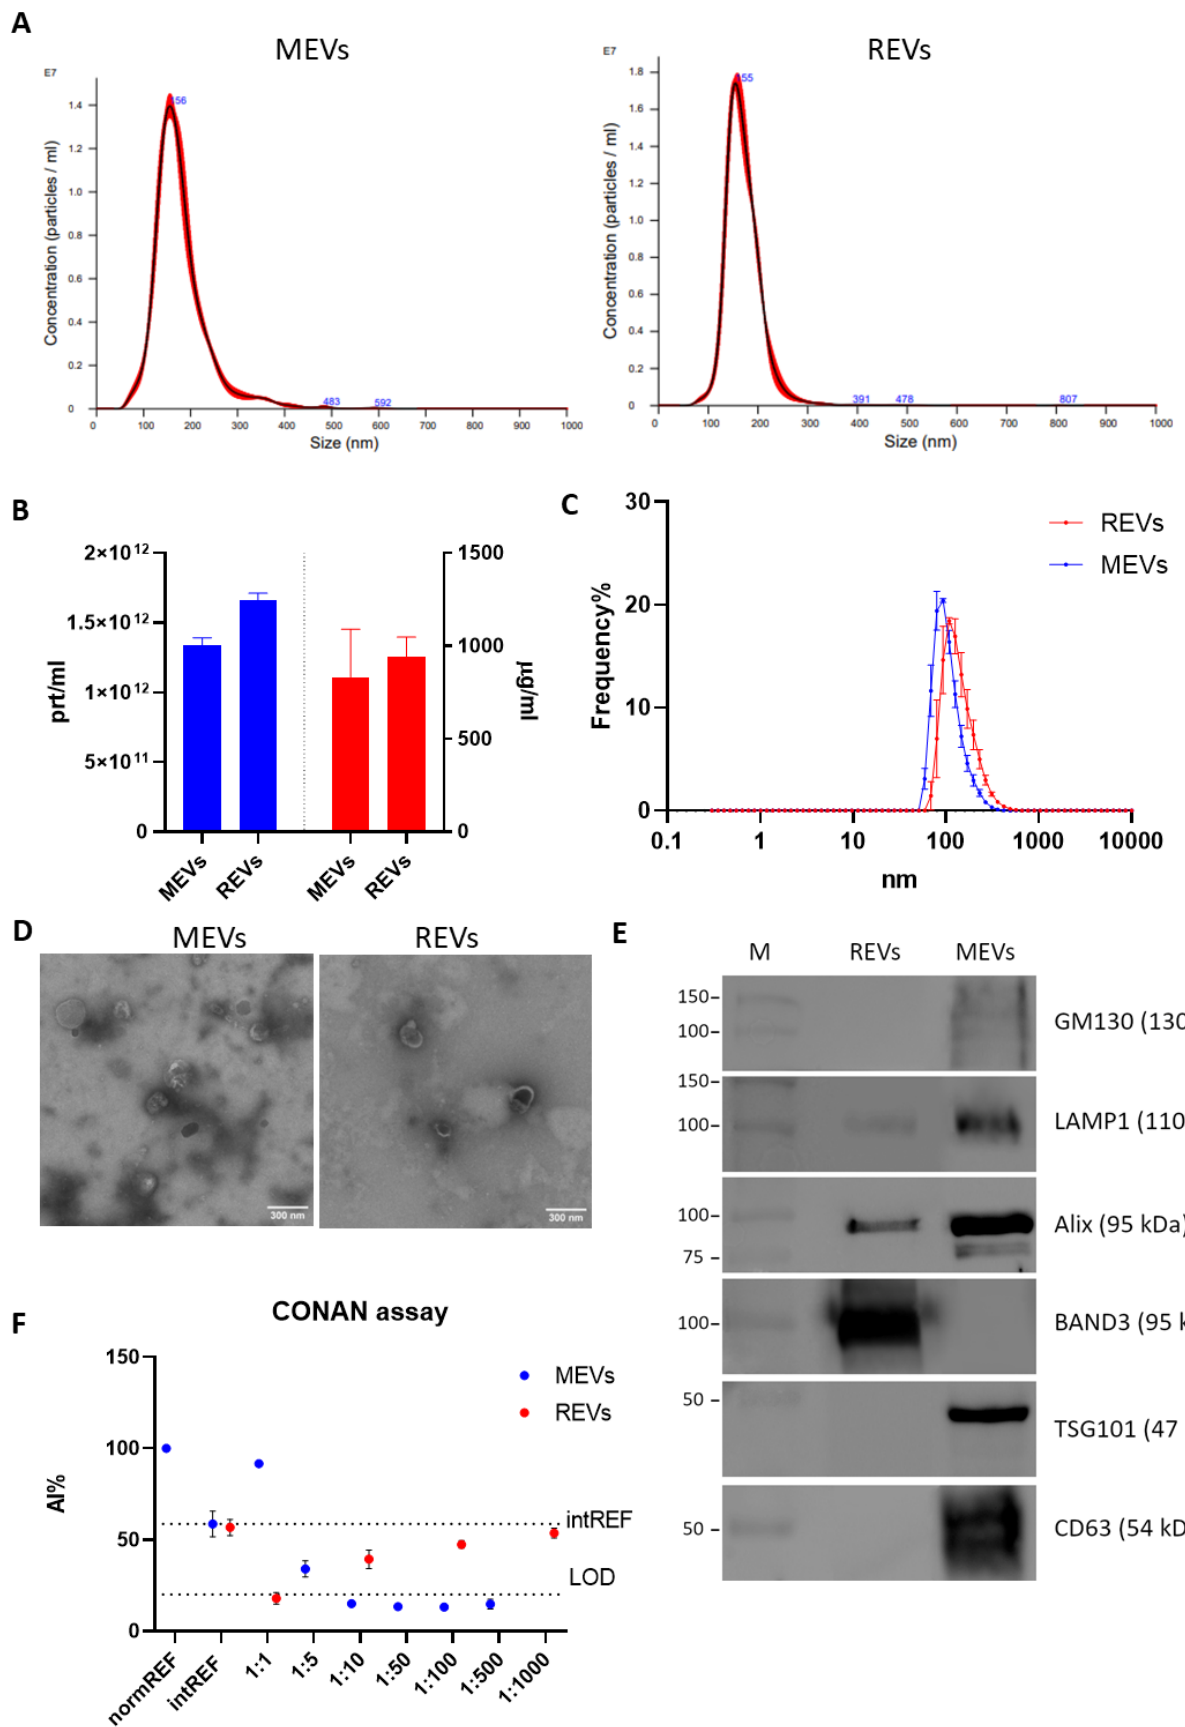 A
MEVs
REVs
E7
Concentration (particles / ml)
1.4
1.2
1.0
0.8
0.6
0.4
0.2
0
483
592
0
100
200
300
400
500
600
700
800
900
1000
Size (nm)
E7
Concentration (particles / ml)
1.8
1.6
1.4
1.2
1.0
0.8
0.6
0.4
0.2
0
391
478
807
0
100
200
300
400
500
600
700
800
900
1000
Size (nm)
B
prt/ml
2×10¹²
1.5×10¹²
1×10¹²
5×10¹¹
0
1500
1000
500
0
µg/ml
MEVs
REVs
MEVs
REVs
C
Frequency%
30
20
10
0
REVs
MEVs
0.1
1
10
100
1000
10000
nm
D
MEVs
REVs
300 nm
300 nm
E
M
REVs
MEVs
150
100
GM130 (130
150
100
LAMP1 (110
100
75
Alix (95 kDa)
100
BAND3 (95 k
50
TSG101 (47
50
CD63 (54 kD
F
CONAN assay
AI%
150
100
50
0
MEVs
REVs
intREF
LOD
normREF
intREF
1:1
1:5
1:10
1:50
1:100
1:500
1:1000